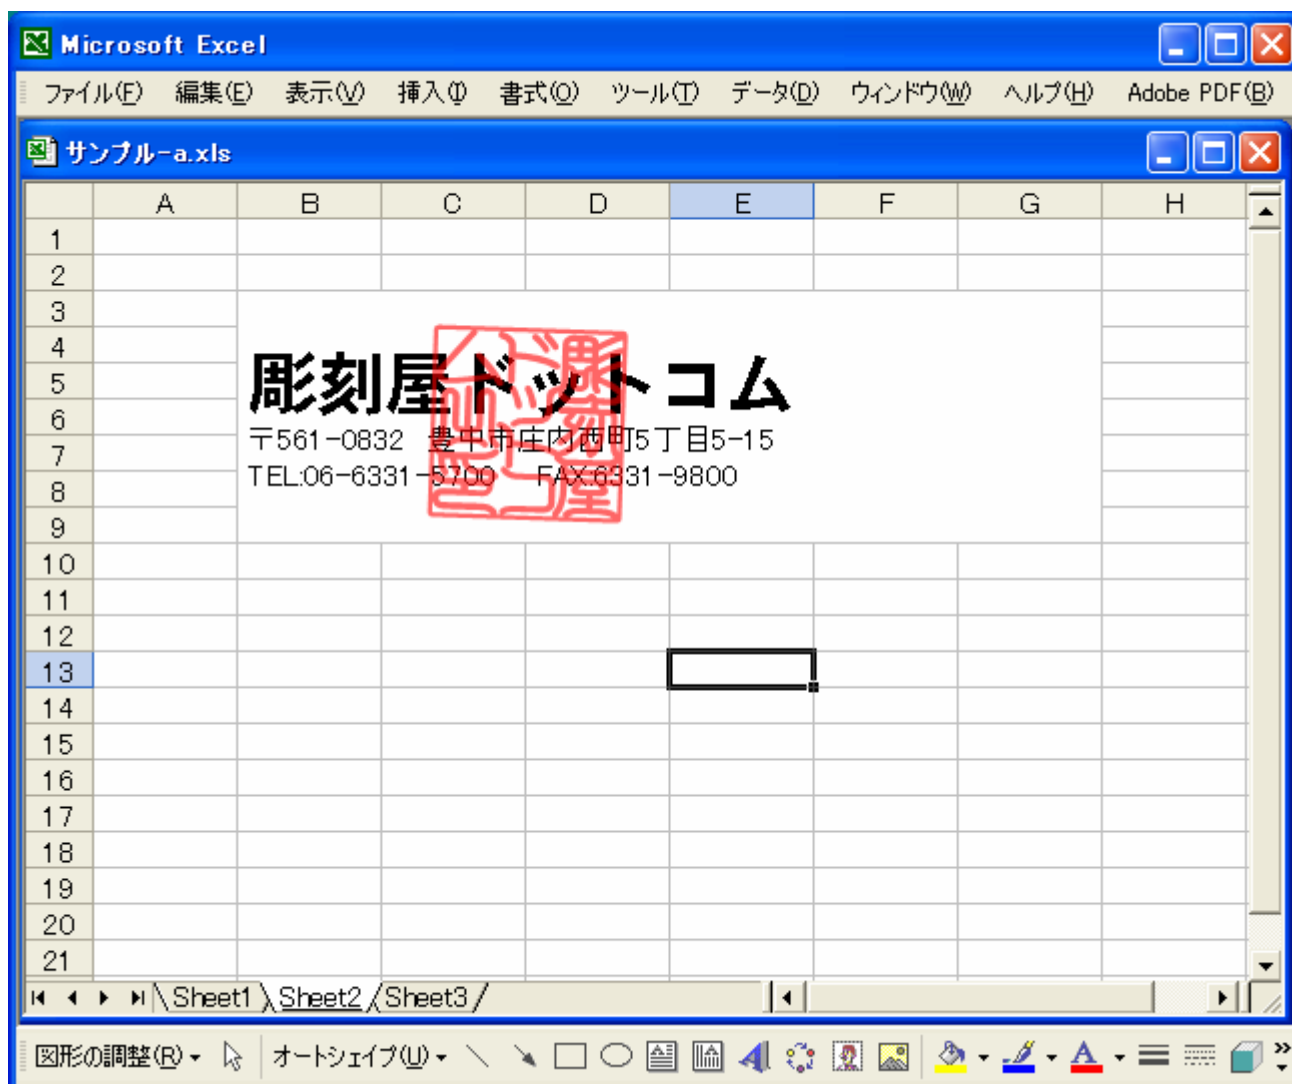 Microsoft Excel
ファイル(F) 編集(E) 表示(V) 挿入(I) 書式(O) ツール(T) データ(D) ウィンドウ(W) ヘルプ(H) Adobe PDF(B)
サンプル-a.xls
A B C D E F G H
1
2
3
4
5
6
7
8
9
10
11
12
13
14
15
16
17
18
19
20
21
彫刻屋ドットコム
〒561-0832 豊中市庄内西町5丁目5-15
TEL:06-6331-5700 FAX:6331-9800
Sheet1 Sheet2 Sheet3
図形の調整(R) オートシェイプ(U)